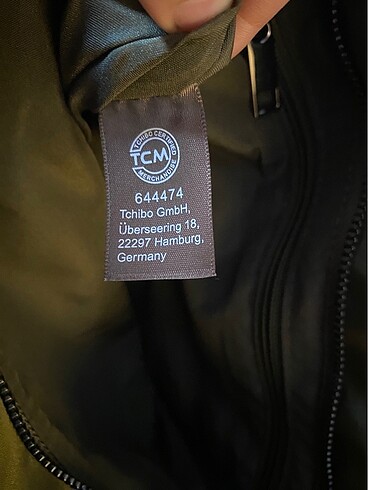 TCHIBO CERTIFIED
TCM
MERCHANDISE
644474
Tchibo GmbH,
Überseering 18,
22297 Hamburg,
Germany